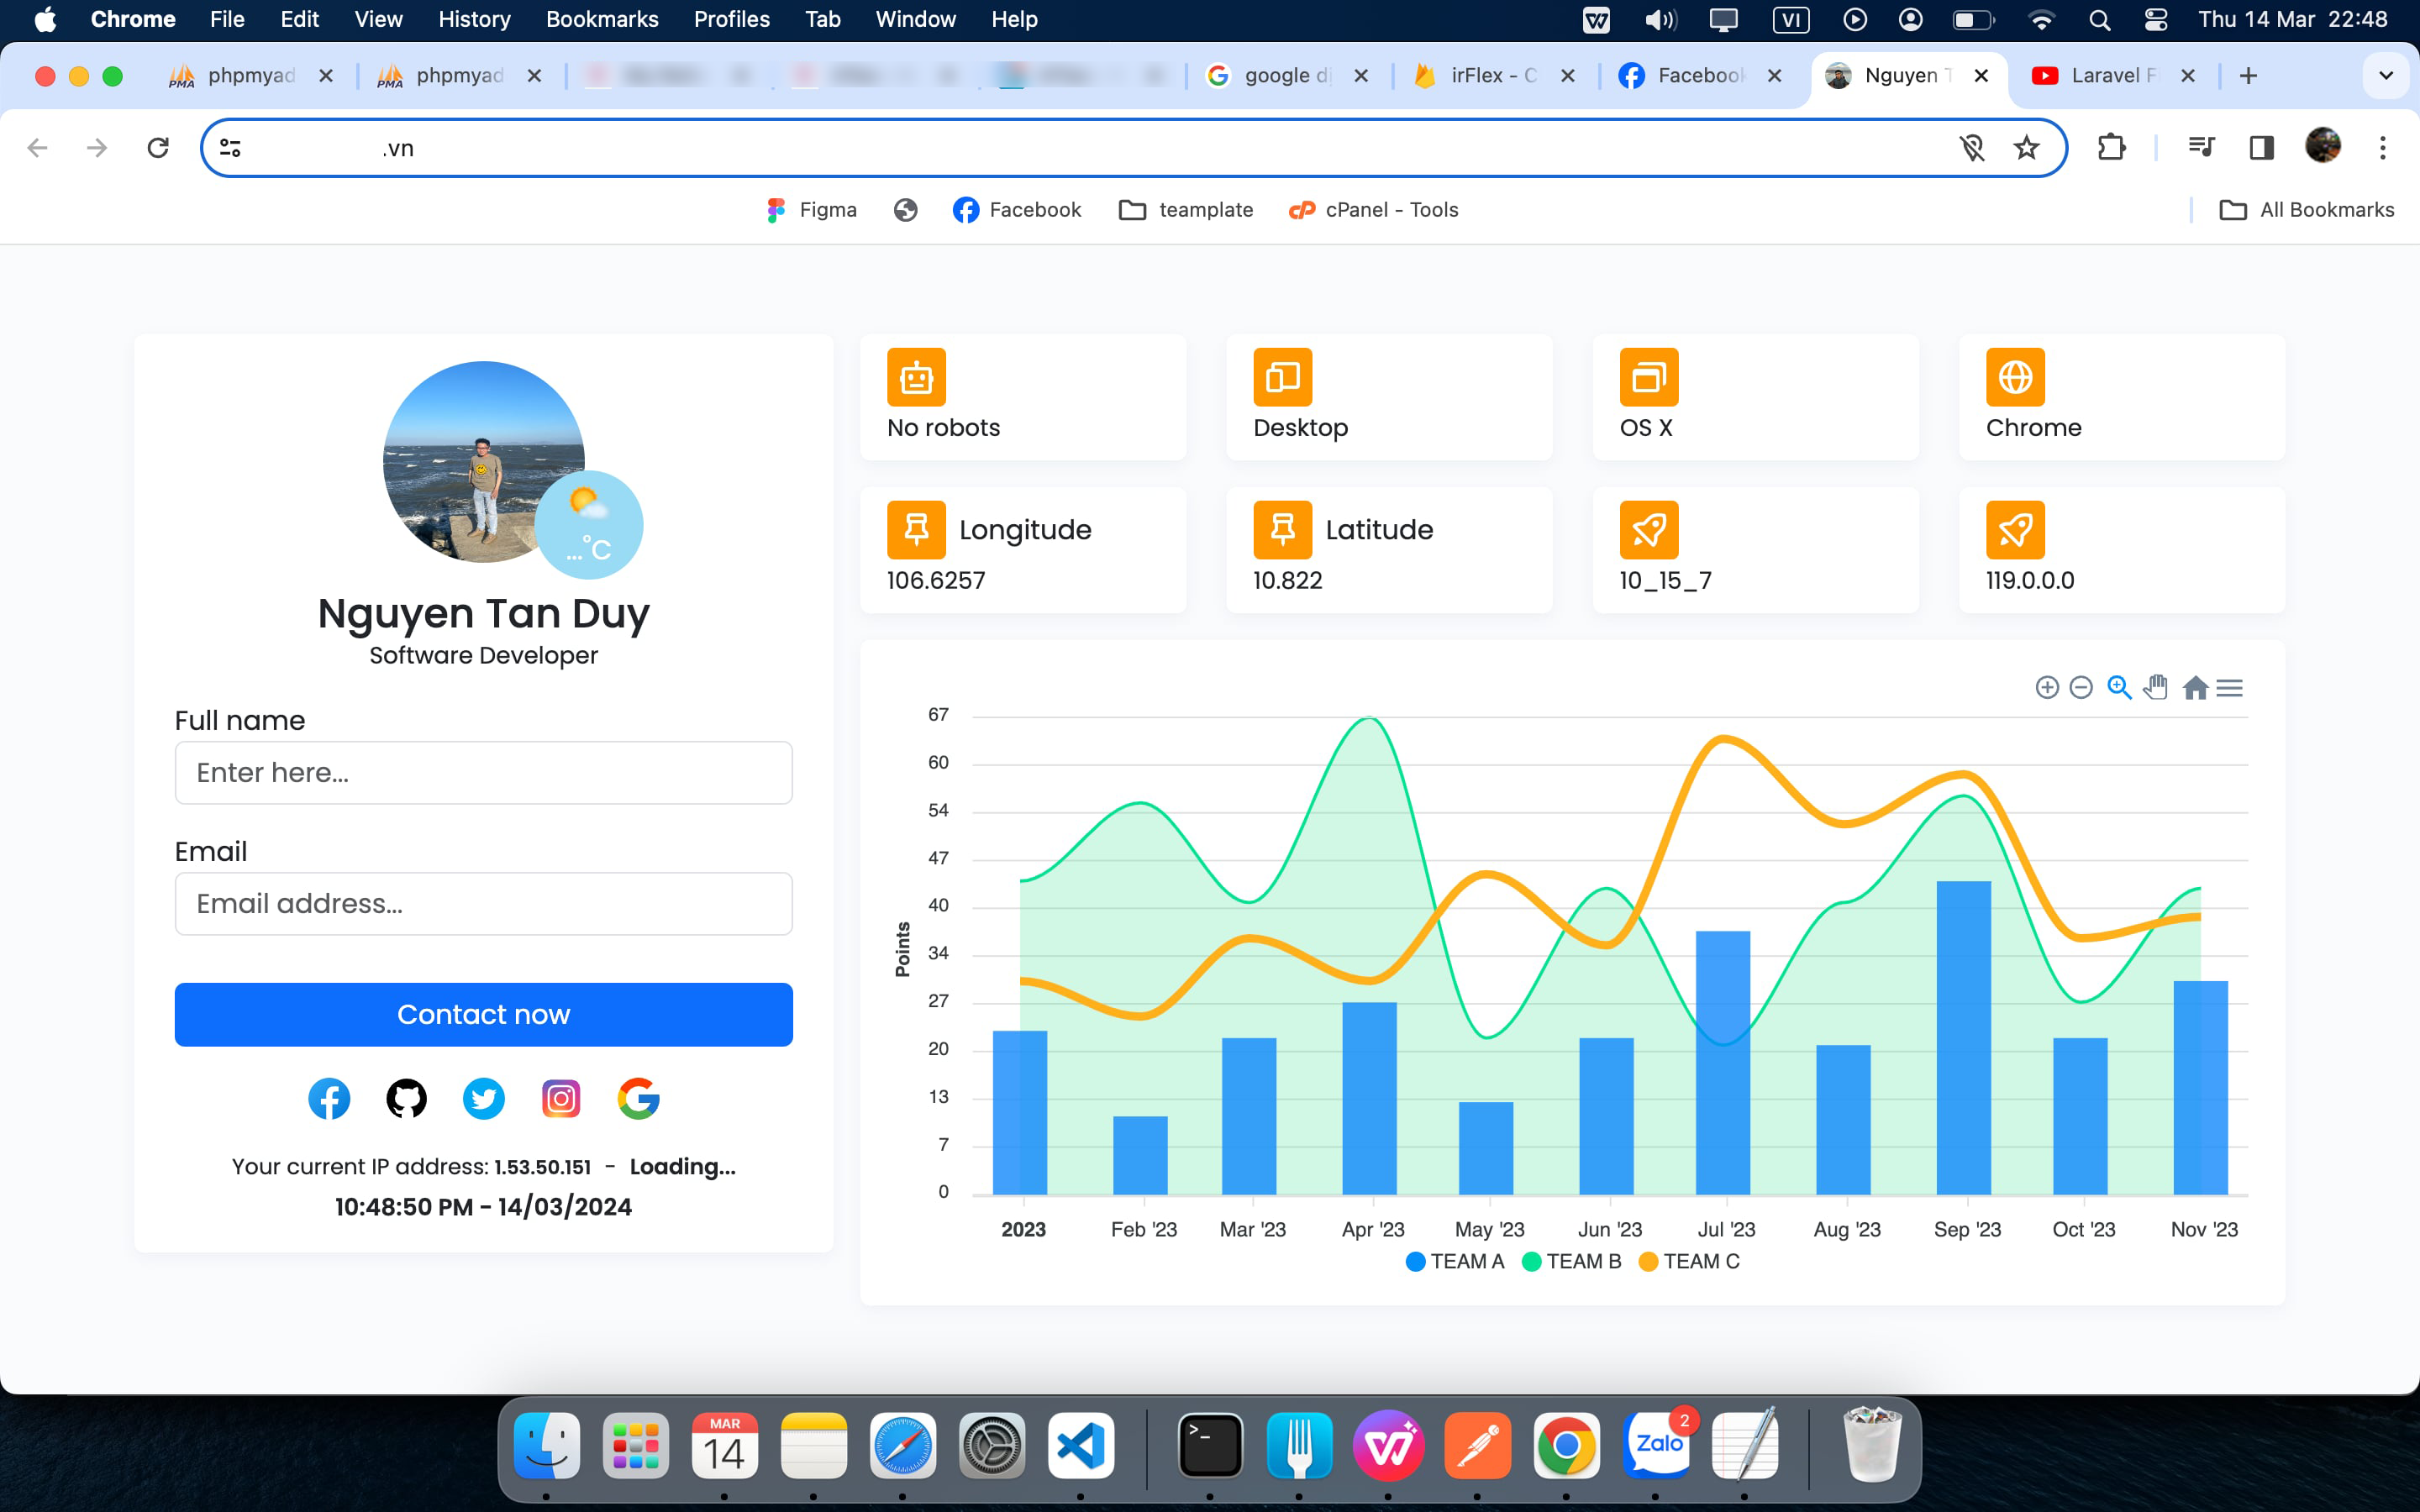 Chrome File Edit View History Bookmarks Profiles Tab Window Help VI Thu 14 Mar 22:48
phpmyad phpmyad google d irFlex - C Facebook Nguyen T Laravel F
.vn
Figma Facebook teamplate cPanel - Tools All Bookmarks
...°C
Nguyen Tan Duy
Software Developer
Full name
Enter here...
Email
Email address...
Contact now
Your current IP address: 1.53.50.151 - Loading...
10:48:50 PM - 14/03/2024
No robots
Desktop
OS X
Chrome
Longitude
106.6257
Latitude
10.822
10_15_7
119.0.0.0
Points
67
60
54
47
40
34
27
20
13
7
0
2023 Feb '23 Mar '23 Apr '23 May '23 Jun '23 Jul '23 Aug '23 Sep '23 Oct '23 Nov '23
TEAM A TEAM B TEAM C
MAR
14
Zalo
2